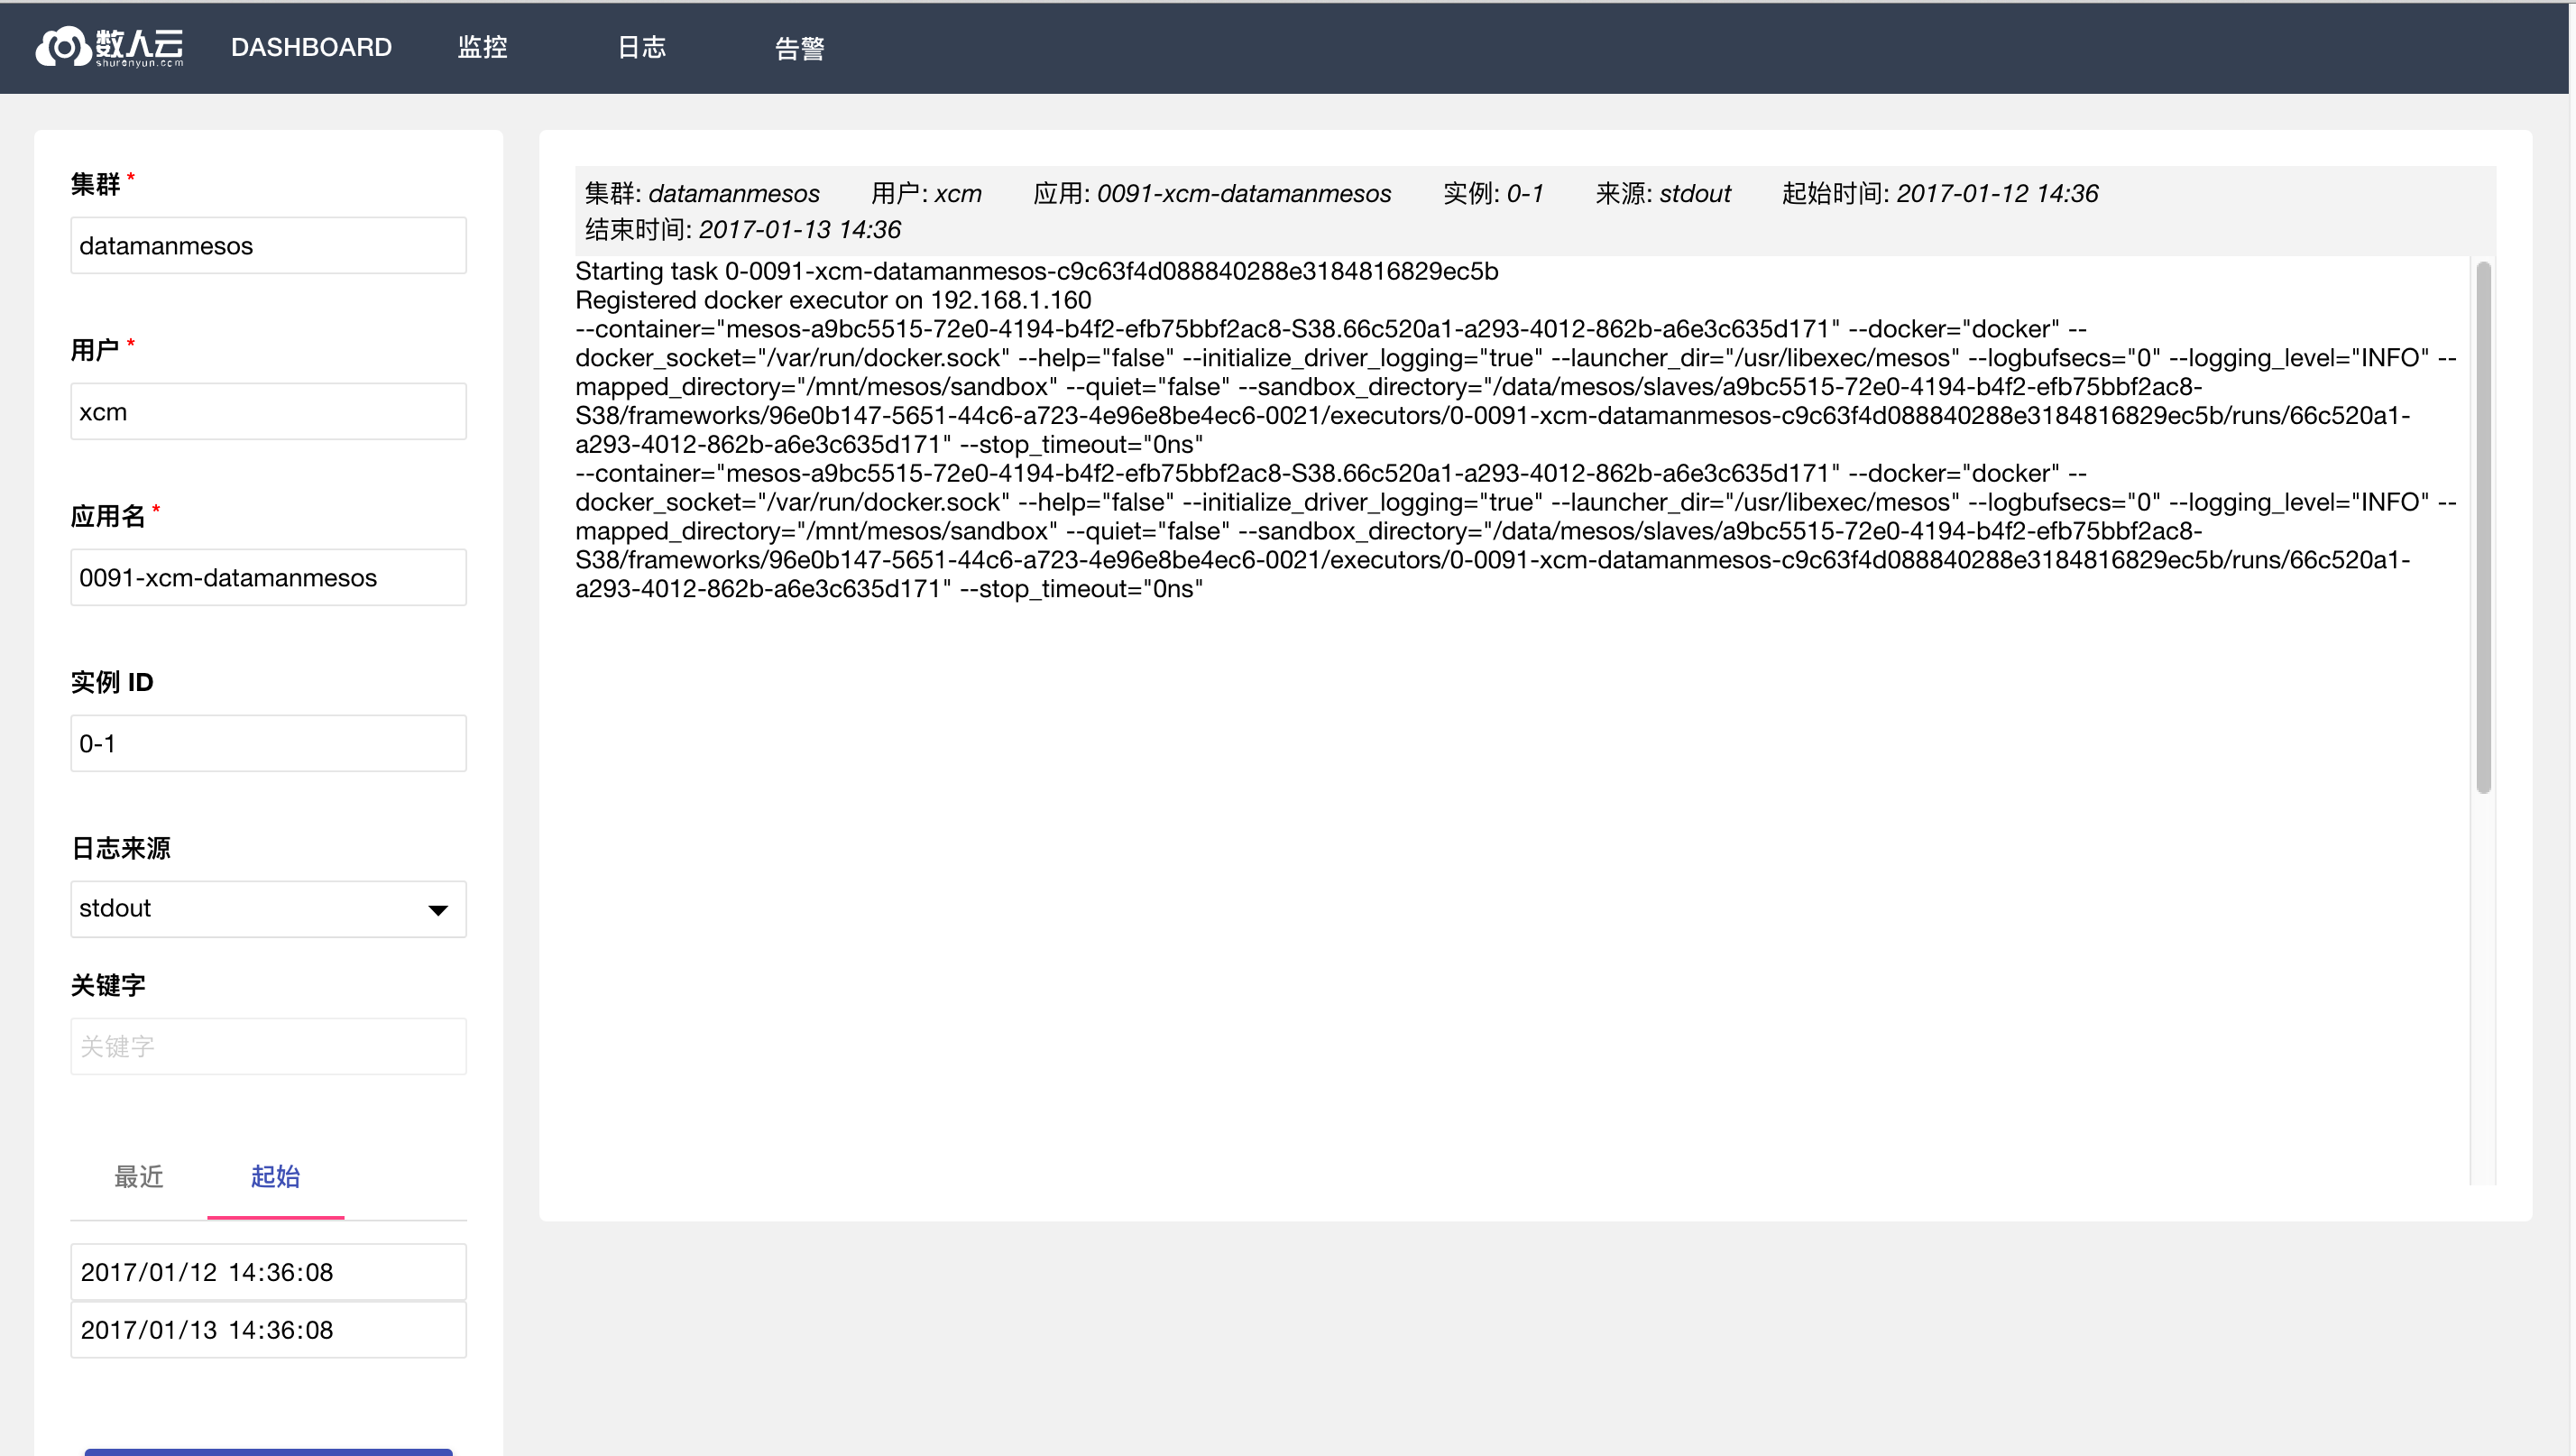 数人云
shurenyun.com
DASHBOARD
监控
日志
告警
集群 *
datamanmesos
用户 *
xcm
应用名 *
0091-xcm-datamanmesos
实例 ID
0-1
日志来源
stdout
关键字
关键字
最近
起始
2017/01/12 14:36:08
2017/01/13 14:36:08
集群: datamanmesos 用户: xcm 应用: 0091-xcm-datamanmesos 实例: 0-1 来源: stdout 起始时间: 2017-01-12 14:36
结束时间: 2017-01-13 14:36
Starting task 0-0091-xcm-datamanmesos-c9c63f4d088840288e3184816829ec5b
Registered docker executor on 192.168.1.160
--container="mesos-a9bc5515-72e0-4194-b4f2-efb75bbf2ac8-S38.66c520a1-a293-4012-862b-a6e3c635d171" --docker="docker" --
docker_socket="/var/run/docker.sock" --help="false" --initialize_driver_logging="true" --launcher_dir="/usr/libexec/mesos" --logbufsecs="0" --logging_level="INFO" --
mapped_directory="/mnt/mesos/sandbox" --quiet="false" --sandbox_directory="/data/mesos/slaves/a9bc5515-72e0-4194-b4f2-efb75bbf2ac8-
S38/frameworks/96e0b147-5651-44c6-a723-4e96e8be4ec6-0021/executors/0-0091-xcm-datamanmesos-c9c63f4d088840288e3184816829ec5b/runs/66c520a1-
a293-4012-862b-a6e3c635d171" --stop_timeout="0ns"
--container="mesos-a9bc5515-72e0-4194-b4f2-efb75bbf2ac8-S38.66c520a1-a293-4012-862b-a6e3c635d171" --docker="docker" --
docker_socket="/var/run/docker.sock" --help="false" --initialize_driver_logging="true" --launcher_dir="/usr/libexec/mesos" --logbufsecs="0" --logging_level="INFO" --
mapped_directory="/mnt/mesos/sandbox" --quiet="false" --sandbox_directory="/data/mesos/slaves/a9bc5515-72e0-4194-b4f2-efb75bbf2ac8-
S38/frameworks/96e0b147-5651-44c6-a723-4e96e8be4ec6-0021/executors/0-0091-xcm-datamanmesos-c9c63f4d088840288e3184816829ec5b/runs/66c520a1-
a293-4012-862b-a6e3c635d171" --stop_timeout="0ns"